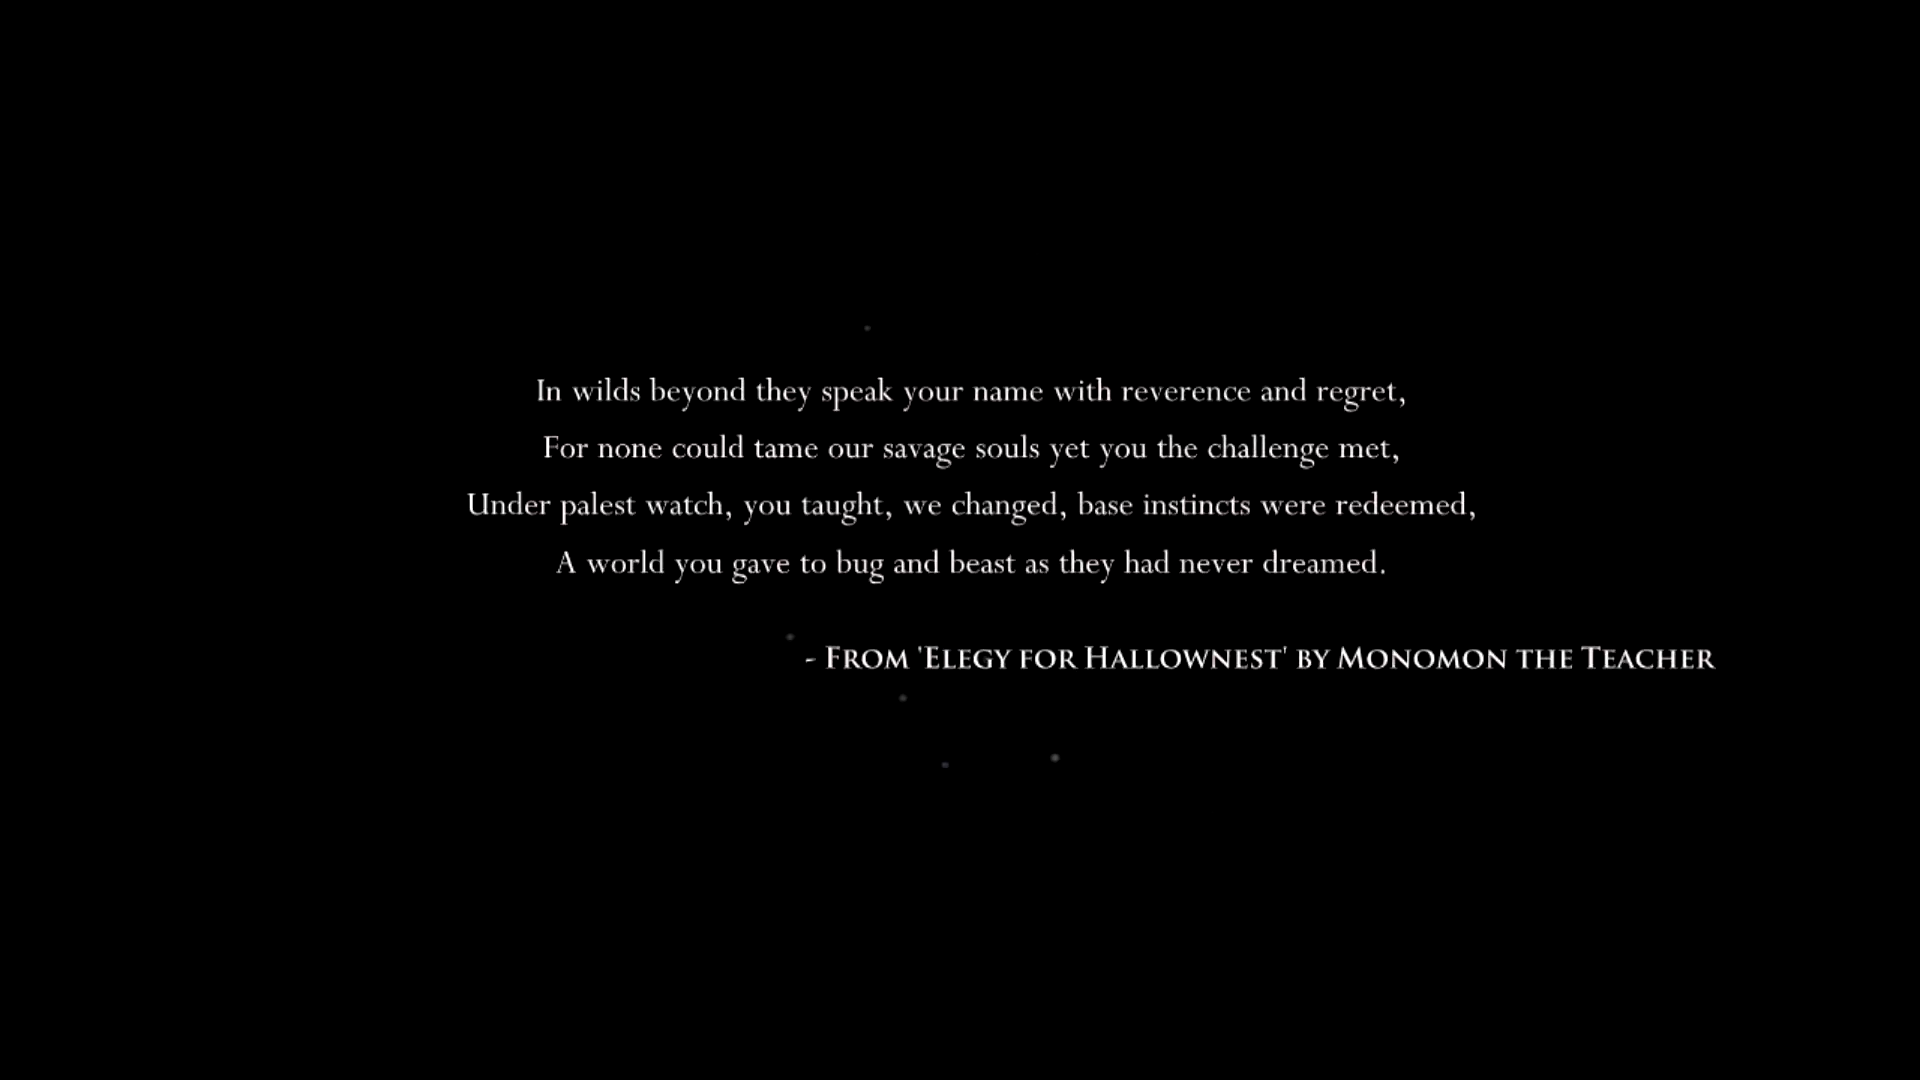 In wilds beyond they speak your name with reverence and regret,
For none could tame our savage souls yet you the challenge met,
Under palest watch, you taught, we changed, base instincts were redeemed,
A world you gave to bug and beast as they had never dreamed.
- From 'Elegy for Hallownest' by Monomon the Teacher